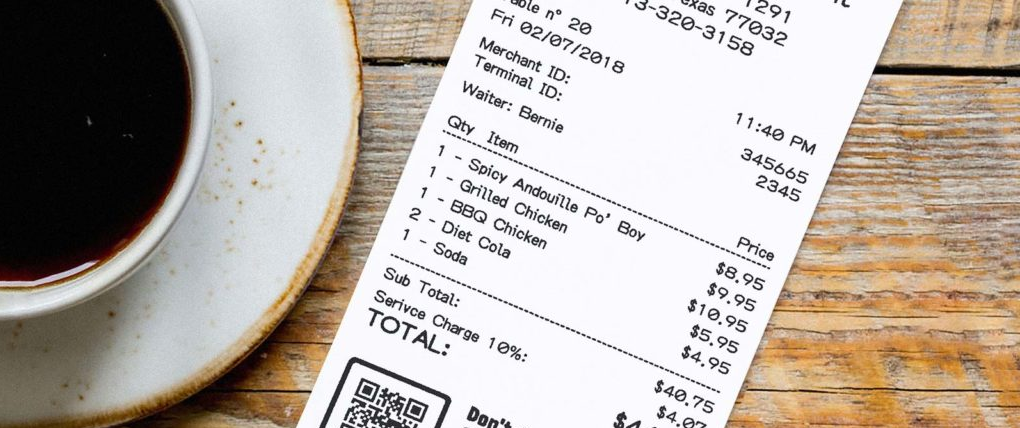 1291
Texas 77032
713-320-3158
Table n° 20
Fri 02/07/2018
11:40 PM
Merchant ID: 345665
Terminal ID: 2345
Waiter: Bernie
Qty Item Price
1 - Spicy Andouille Po' Boy $8.95
1 - Grilled Chicken $9.95
1 - BBQ Chicken $10.95
2 - Diet Cola $5.95
1 - Soda $4.95
Sub Total: $40.75
Serivce Charge 10%: $4.07
TOTAL:
Don't